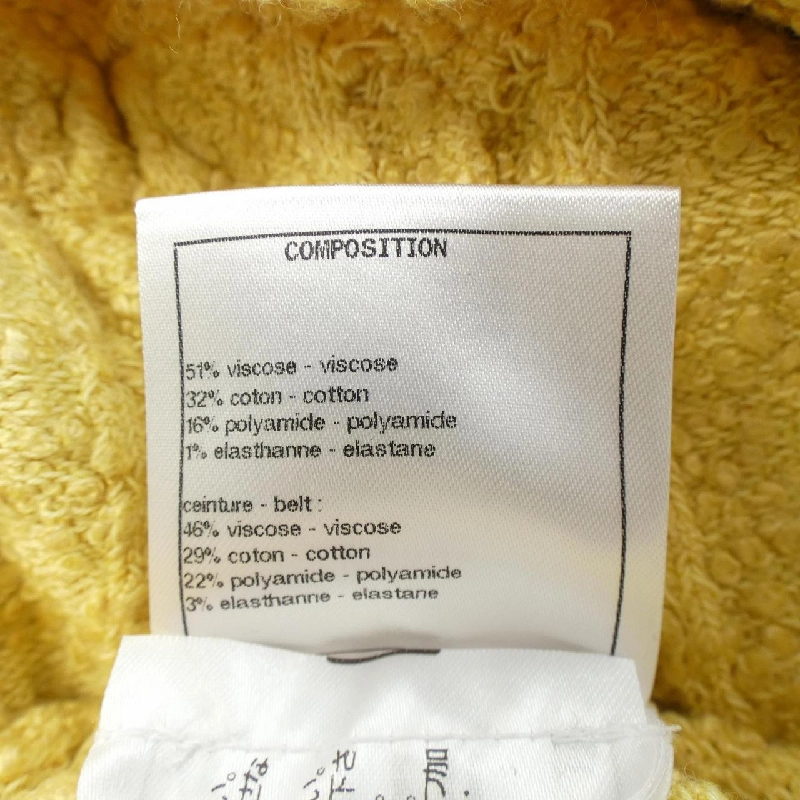 COMPOSITION
51% viscose - viscose
32% coton - cotton
16% polyamide - polyamide
1% elasthanne - elastane
ceinture - belt :
46% viscose - viscose
29% coton - cotton
22% polyamide - polyamide
3% elasthanne - elastane